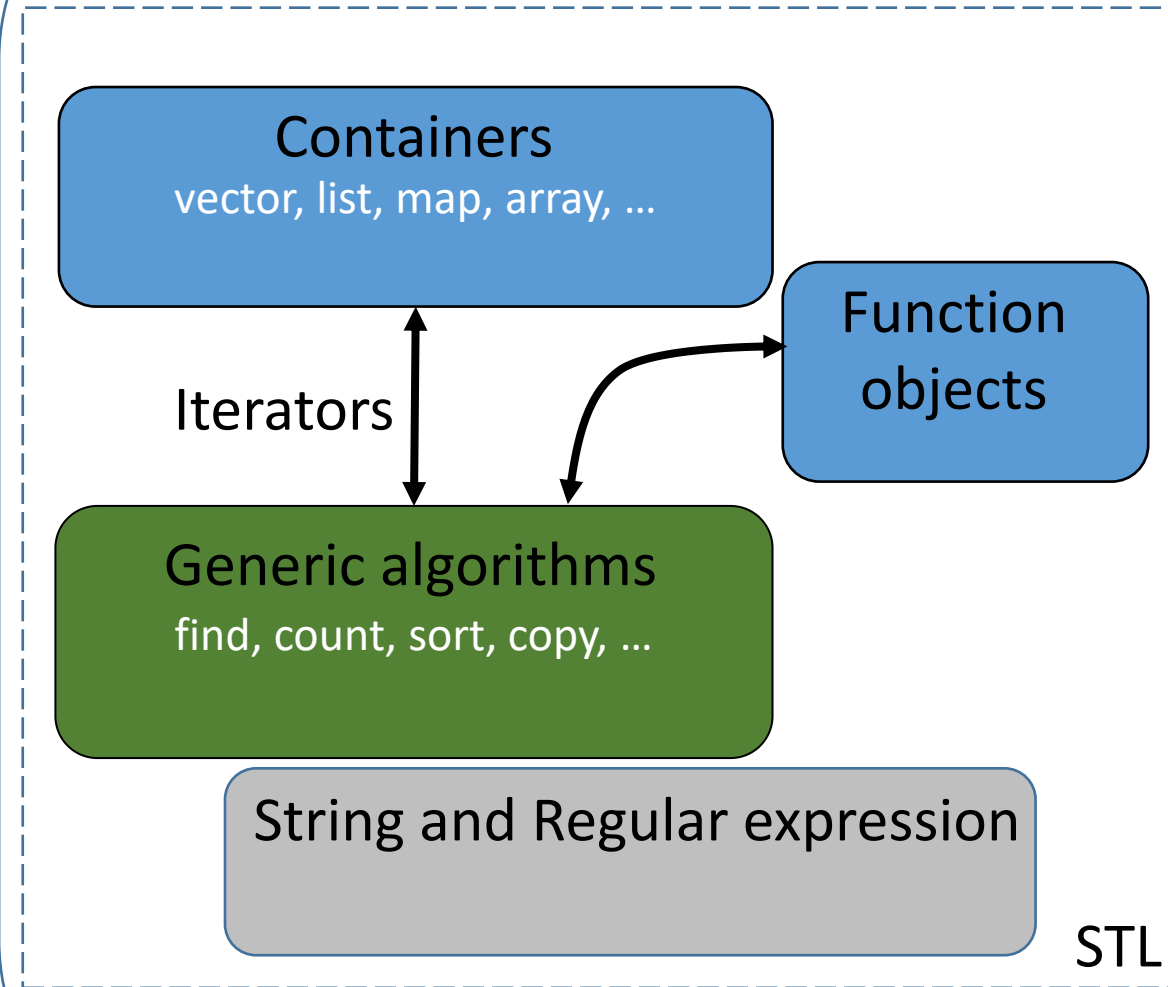 Containers
vector, list, map, array, …
Function
objects
Iterators
Generic algorithms
find, count, sort, copy, …
String and Regular expression
STL